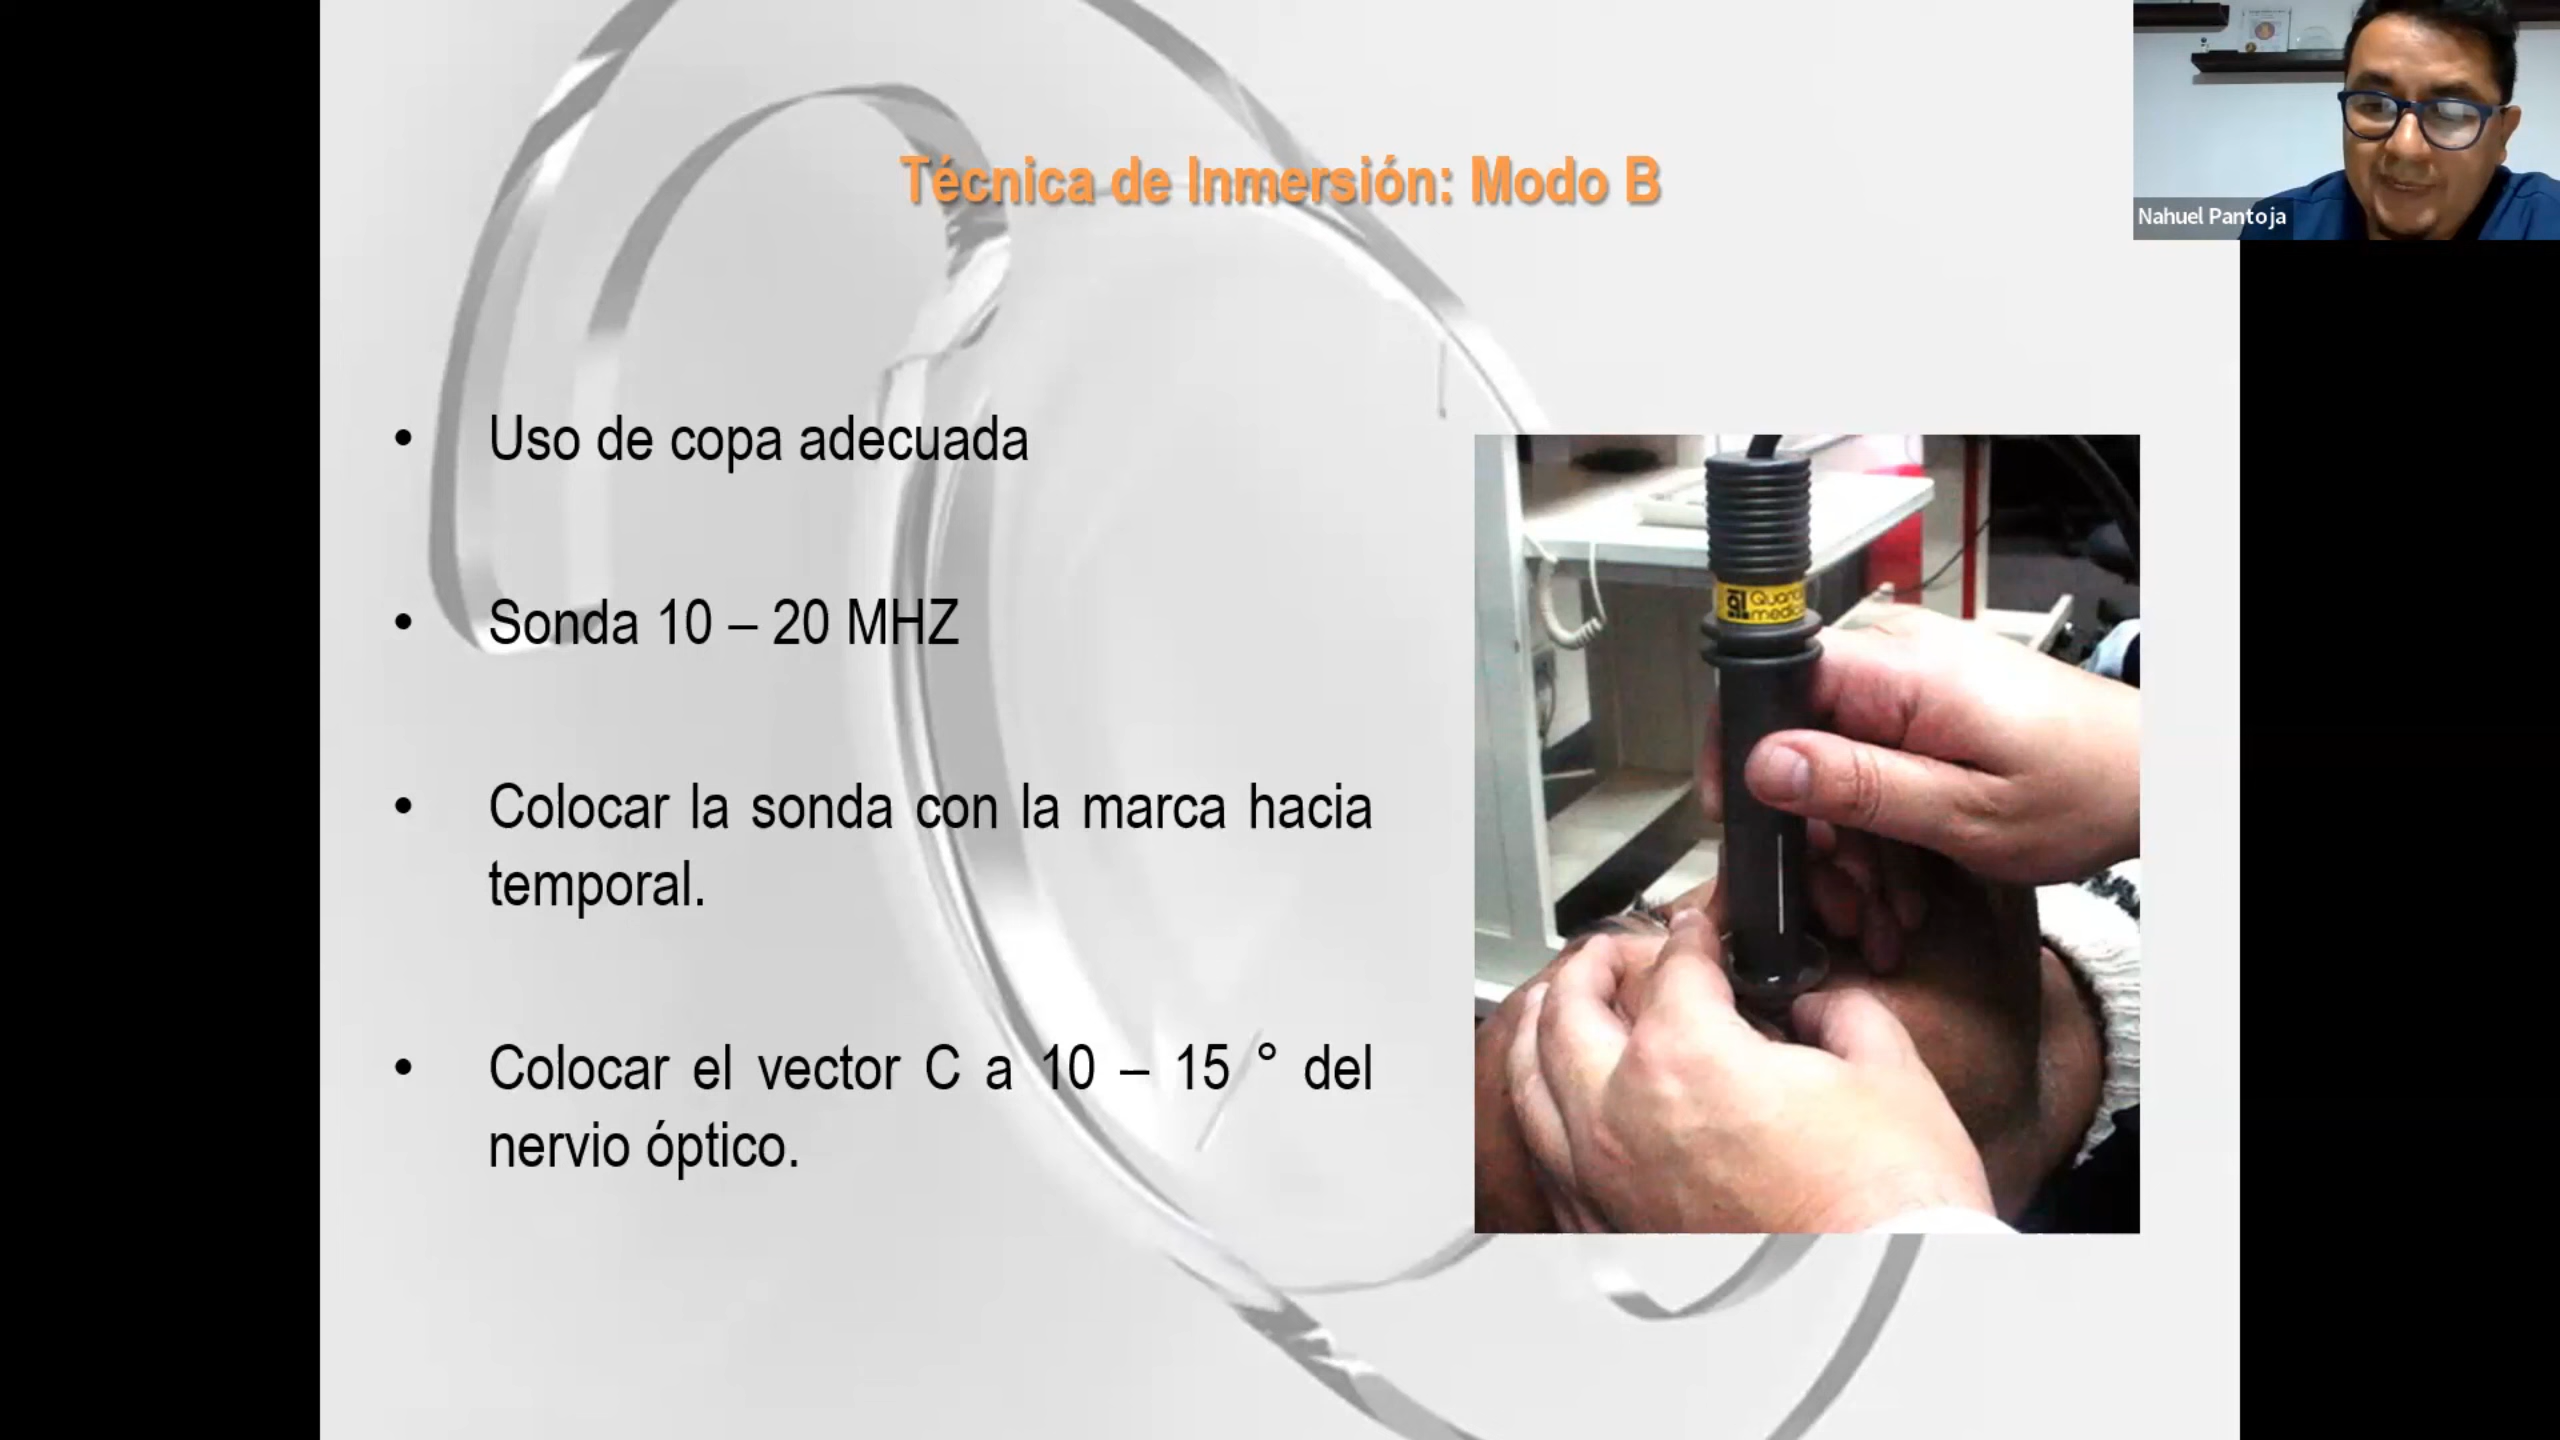 Técnica de Inmersión: Modo B
Nahuel Pantoja
• Uso de copa adecuada
• Sonda 10 – 20 MHZ
• Colocar la sonda con la marca hacia
temporal.
• Colocar el vector C a 10 – 15 ° del
nervio óptico.